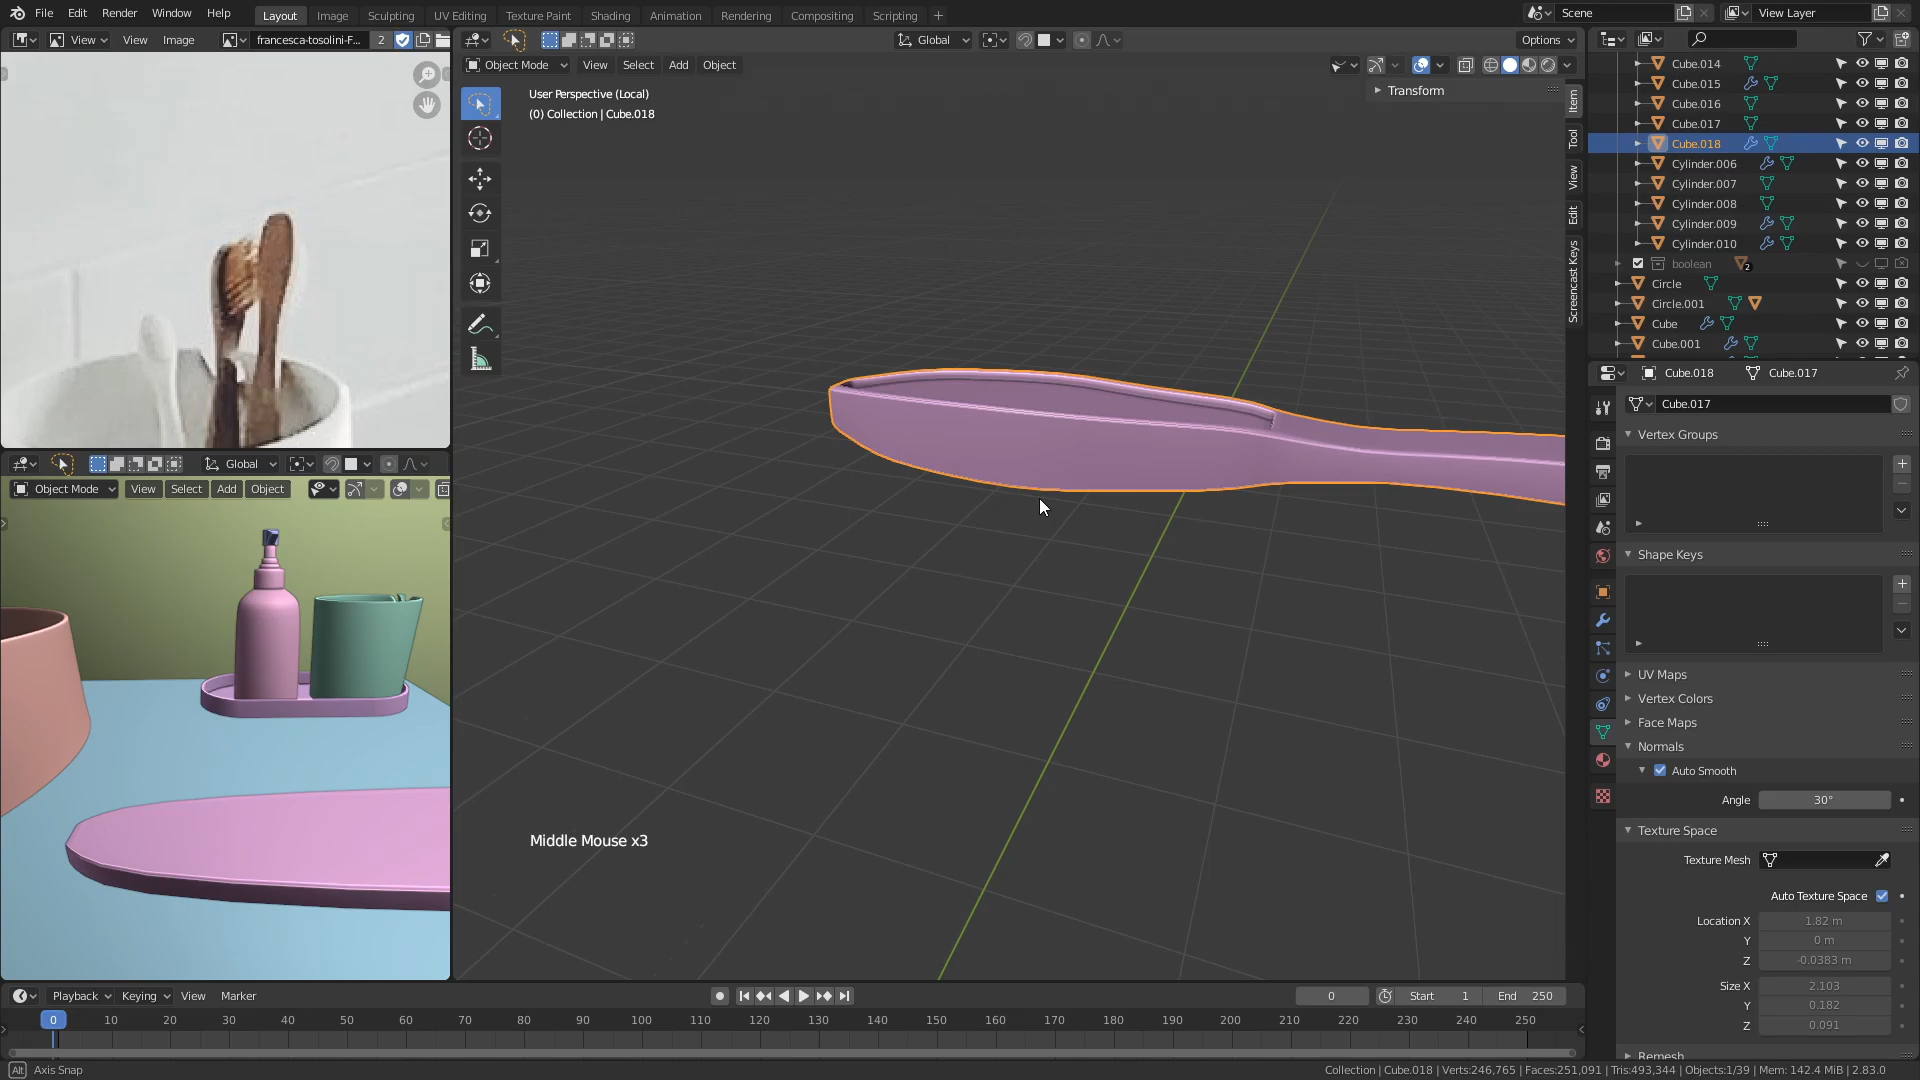 File Edit Render Window Help Layout Image Sculpting UV Editing Texture Paint Shading Animation Rendering Compositing Scripting + Scene View Layer
View View Image francesca-tosolini-F... 2 Global Options
Object Mode View Select Add Object
User Perspective (Local)
(0) Collection | Cube.018
Transform
Item
Tool
View
Edit
Screencast Keys
Middle Mouse x3
Global
Object Mode View Select Add Object
Cube.014
Cube.015
Cube.016
Cube.017
Cube.018
Cylinder.006
Cylinder.007
Cylinder.008
Cylinder.009
Cylinder.010
boolean 2
Circle
Circle.001
Cube
Cube.001
Cube.018 Cube.017
Cube.017
Vertex Groups
Shape Keys
UV Maps
Vertex Colors
Face Maps
Normals
Auto Smooth
Angle 30°
Texture Space
Texture Mesh
Auto Texture Space
Location X 1.82 m
Y 0 m
Z -0.0383 m
Size X 2.103
Y 0.182
Z 0.091
Remesh
Playback Keying View Marker 0 Start 1 End 250
0 10 20 30 40 50 60 70 80 90 100 110 120 130 140 150 160 170 180 190 200 210 220 230 240 250
Alt Axis Snap Collection | Cube.018 | Verts:246,765 | Faces:251,091 | Tris:493,344 | Objects:1/39 | Mem: 142.4 MiB | 2.83.0